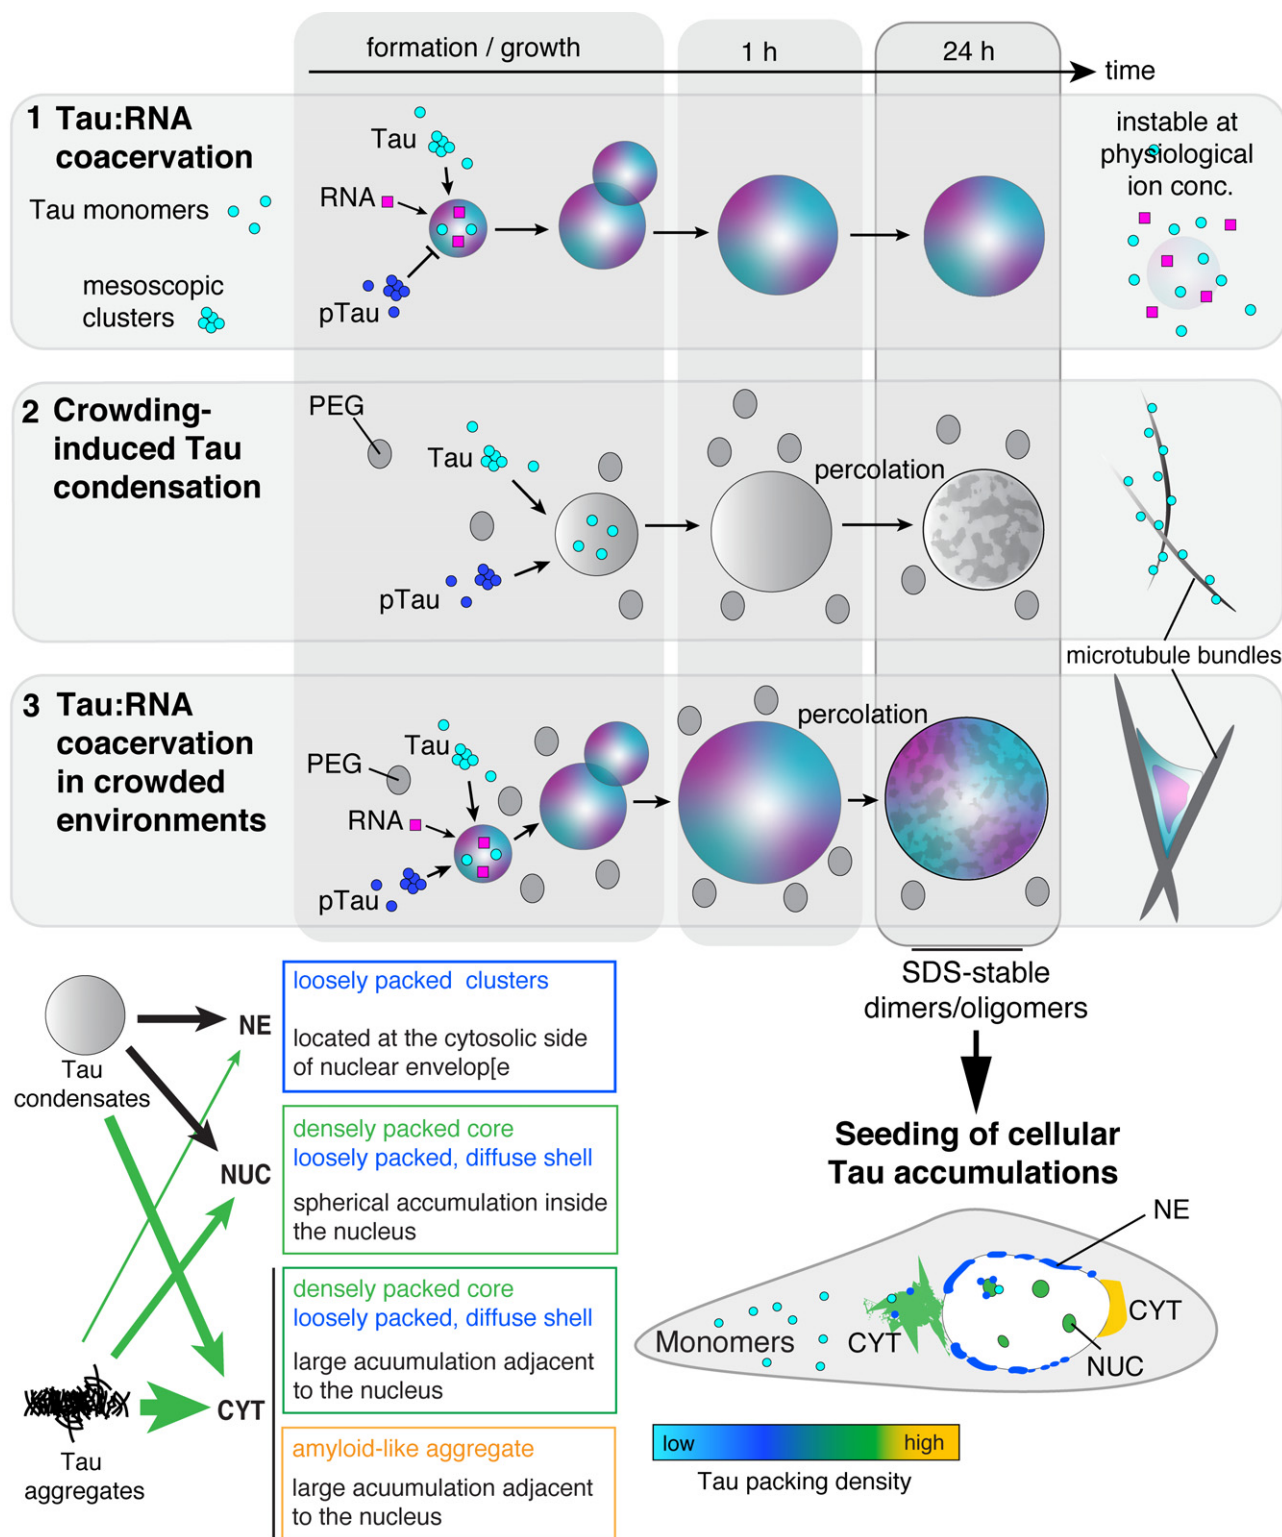 formation / growth
1 h
24 h
time
1 Tau:RNA
coacervation
Tau monomers
mesoscopic
clusters
Tau
RNA
pTau
instable at
physiological
ion conc.
2 Crowding-
induced Tau
condensation
PEG
Tau
pTau
percolation
microtubule bundles
3 Tau:RNA
coacervation
in crowded
environments
PEG
Tau
RNA
pTau
percolation
SDS-stable
dimers/oligomers
Seeding of cellular
Tau accumulations
Tau
condensates
NE
NUC
CYT
Tau
aggregates
loosely packed clusters
located at the cytosolic side
of nuclear envelop[e
densely packed core
loosely packed, diffuse shell
spherical accumulation inside
the nucleus
densely packed core
loosely packed, diffuse shell
large acuumulation adjacent
to the nucleus
amyloid-like aggregate
large acuumulation adjacent
to the nucleus
NE
Monomers
CYT
CYT
NUC
low
high
Tau packing density